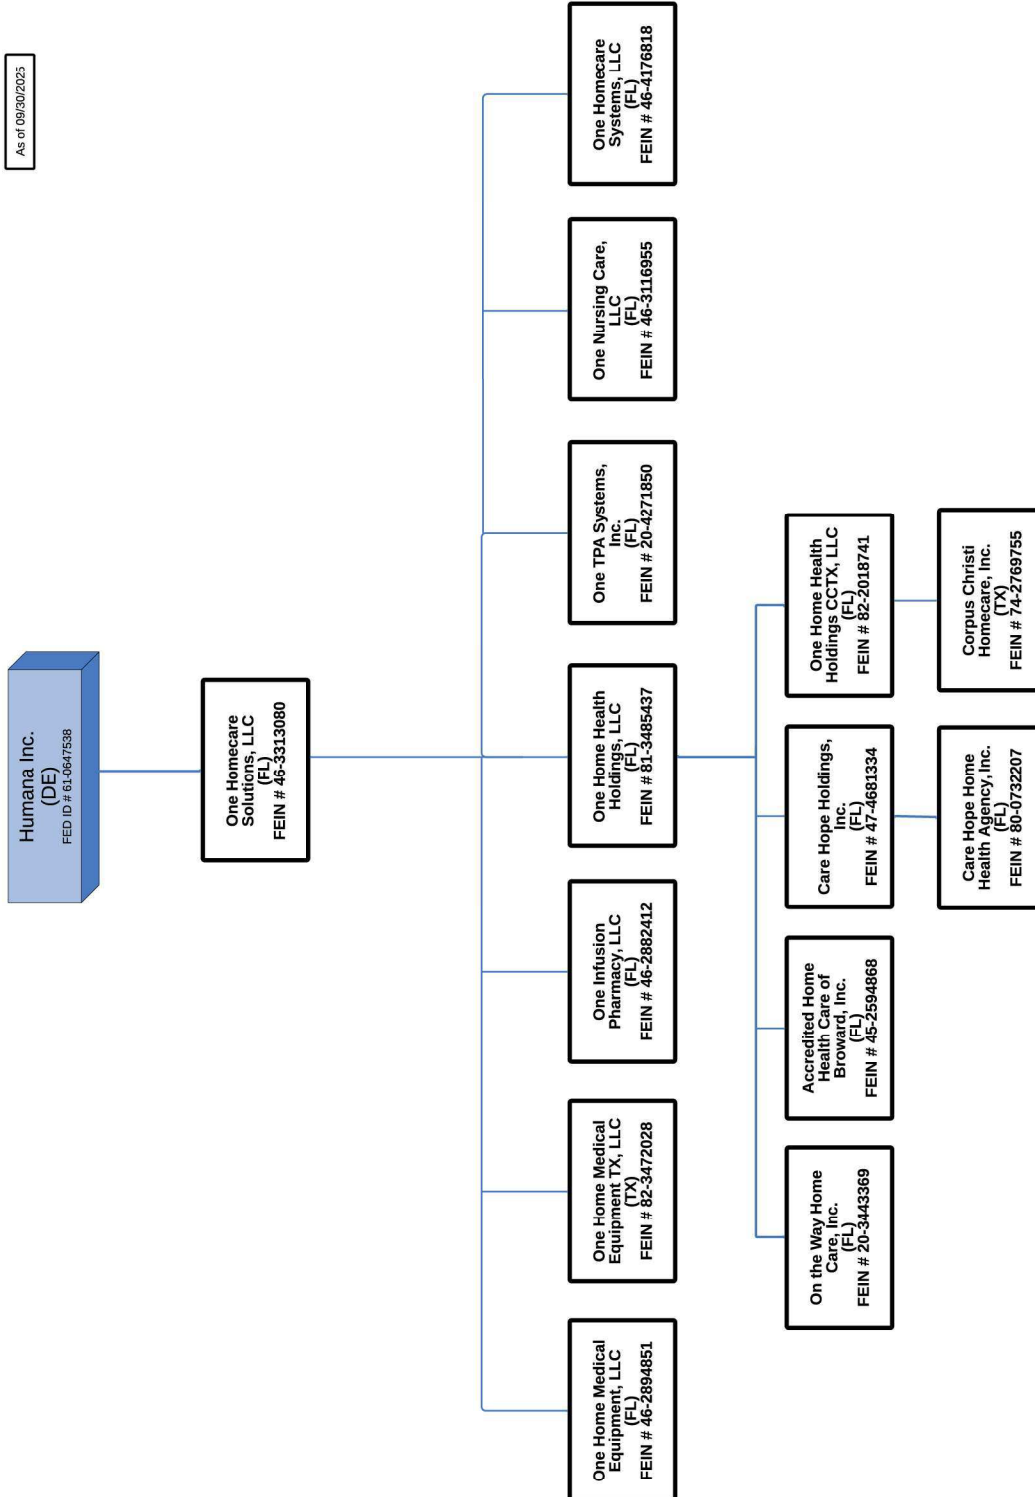 As of 09/30/2025
Humana Inc.
(DE)
FED ID # 61-0647538
One Homecare
Solutions, LLC
(FL)
FEIN # 46-3313080
One Home Medical
Equipment, LLC
(FL)
FEIN # 46-2894851
One Home Medical
Equipment TX, LLC
(TX)
FEIN # 82-3472028
One Infusion
Pharmacy, LLC
(FL)
FEIN # 46-2882412
One Home Health
Holdings, LLC
(FL)
FEIN # 81-3485437
One TPA Systems,
Inc.
(FL)
FEIN # 20-4271850
One Nursing Care,
LLC
(FL)
FEIN # 46-3116955
One Homecare
Systems, LLC
(FL)
FEIN # 46-4176818
On the Way Home
Care, Inc.
(FL)
FEIN # 20-3443369
Accredited Home
Health Care of
Broward, Inc.
(FL)
FEIN # 45-2594868
Care Hope Holdings,
Inc.
(FL)
FEIN # 47-4681334
One Home Health
Holdings CCTX, LLC
(FL)
FEIN # 82-2018741
Care Hope Home
Health Agency,Inc.
(FL)
FEIN # 80-0732207
Corpus Christi
Homecare, Inc.
(TX)
FEIN # 74-2769755